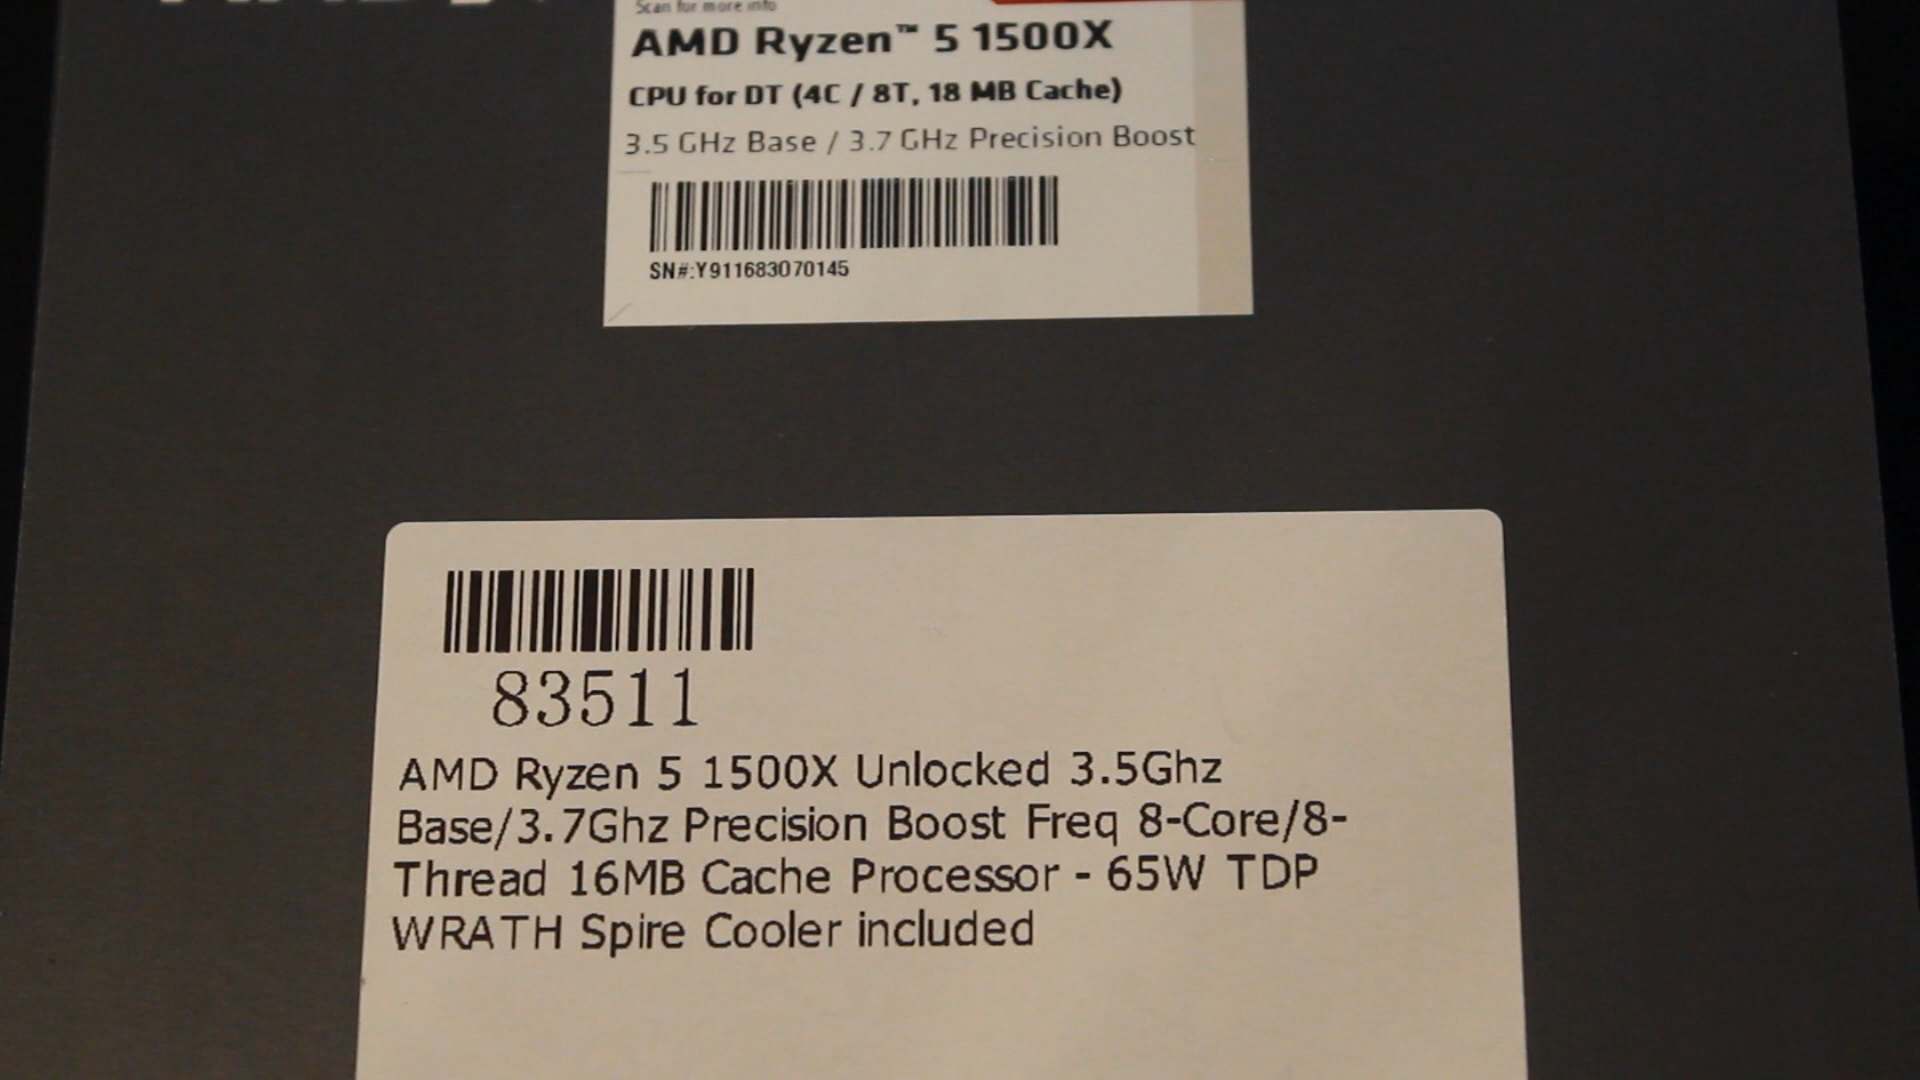 Scan for more info
AMD Ryzen™ 5 1500X
CPU for DT (4C / 8T, 18 MB Cache)
3.5 GHz Base / 3.7 GHz Precision Boost
SN#:Y911683070145
83511
AMD Ryzen 5 1500X Unlocked 3.5Ghz
Base/3.7Ghz Precision Boost Freq 8-Core/8-
Thread 16MB Cache Processor - 65W TDP
WRATH Spire Cooler included